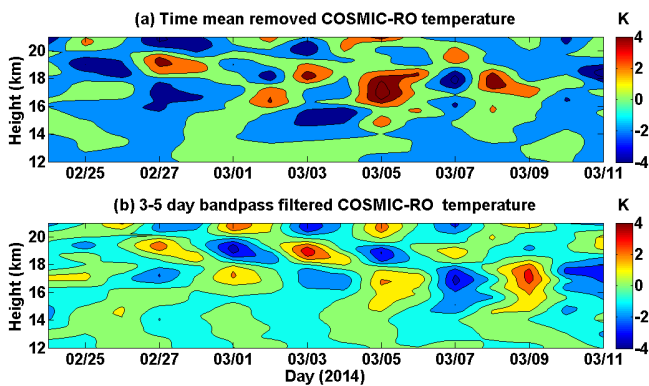 (a) Time mean removed COSMIC-RO temperature
K
Height (km)
20
18
16
14
12
02/25 02/27 03/01 03/03 03/05 03/07 03/09 03/11
4
2
0
-2
-4
(b) 3-5 day bandpass filtered COSMIC-RO temperature
K
Height (km)
20
18
16
14
12
02/25 02/27 03/01 03/03 03/05 03/07 03/09 03/11
Day (2014)
4
2
0
-2
-4